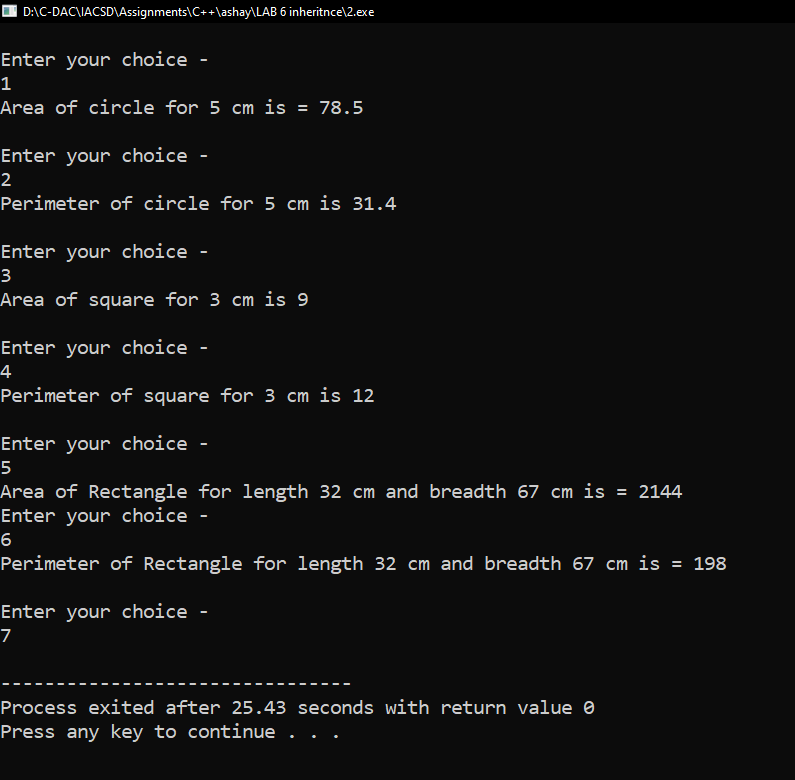 D:\C-DAC\IACSD\Assignments\C++\ashay\LAB 6 inheritnce\2.exe
Enter your choice -
1
Area of circle for 5 cm is = 78.5
Enter your choice -
2
Perimeter of circle for 5 cm is 31.4
Enter your choice -
3
Area of square for 3 cm is 9
Enter your choice -
4
Perimeter of square for 3 cm is 12
Enter your choice -
5
Area of Rectangle for length 32 cm and breadth 67 cm is = 2144
Enter your choice -
6
Perimeter of Rectangle for length 32 cm and breadth 67 cm is = 198
Enter your choice -
7
--------------------------------
Process exited after 25.43 seconds with return value 0
Press any key to continue . . .